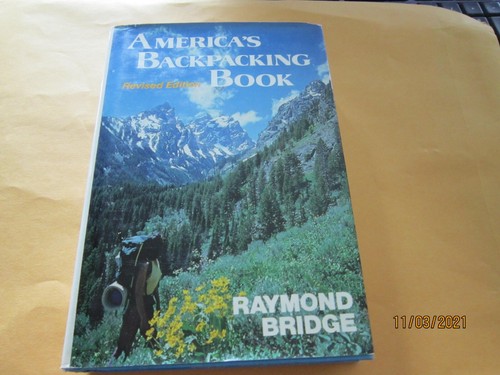 AMERICA'S
BACKPACKING
BOOK
Revised Edition
RAYMOND
BRIDGE
11/03/2021